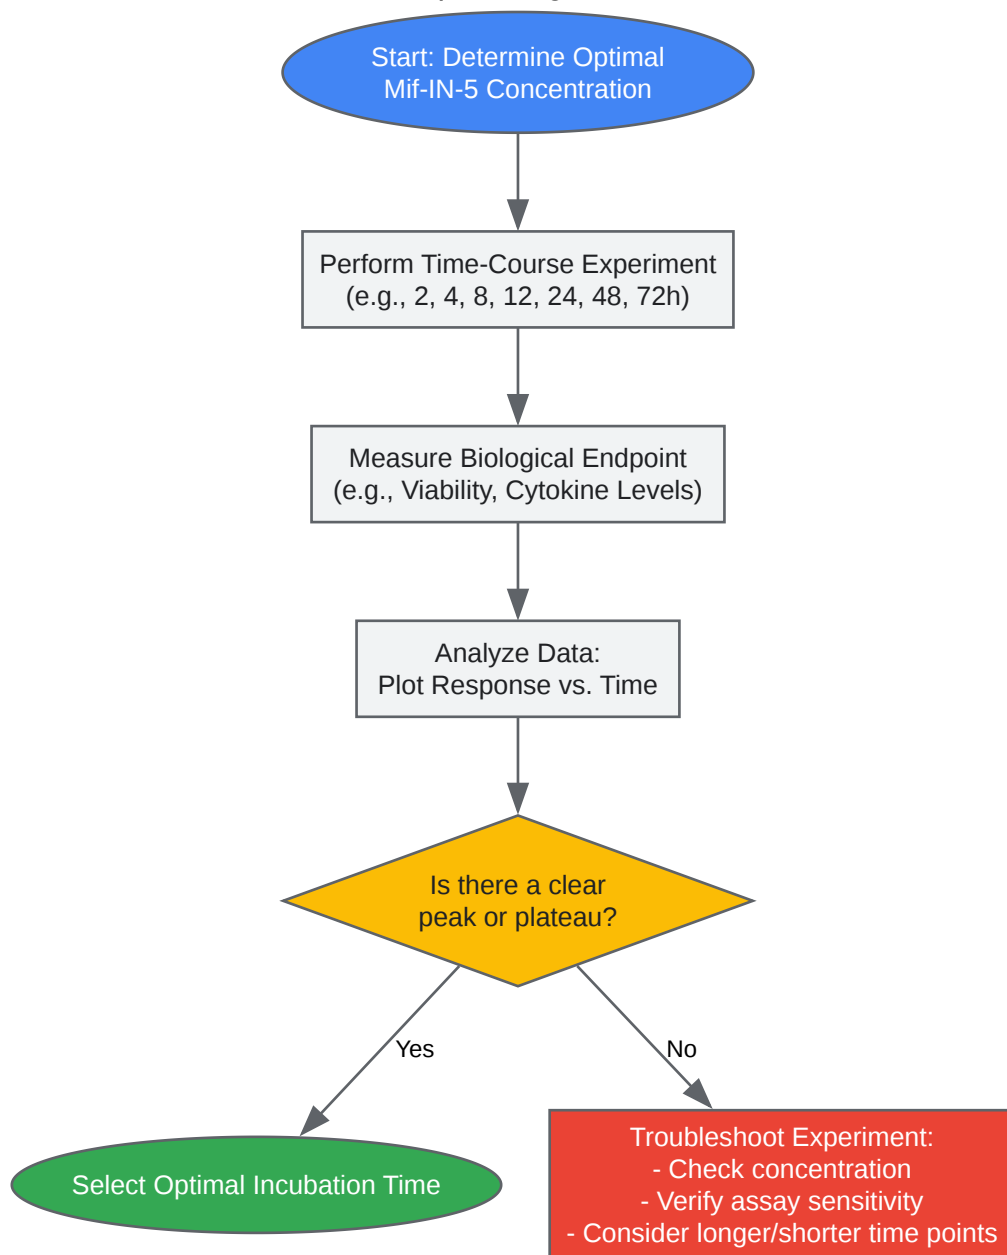 Start: Determine Optimal
Mif-IN-5 Concentration
Perform Time-Course Experiment
(e.g., 2, 4, 8, 12, 24, 48, 72h)
Measure Biological Endpoint
(e.g., Viability, Cytokine Levels)
Analyze Data:
Plot Response vs. Time
Is there a clear
peak or plateau?
Yes
No
Select Optimal Incubation Time
Troubleshoot Experiment:
- Check concentration
- Verify assay sensitivity
- Consider longer/shorter time points